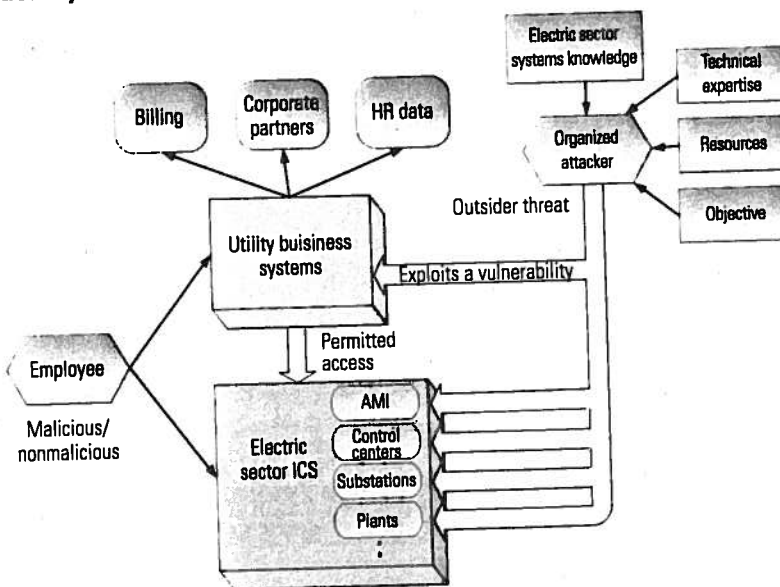 Electric sector
systems knowledge
Technical
expertise
Billing
Corporate
partners
HR data
Organized
attacker
Resources
Outsider threat
Objective
Utility buisiness
systems
Exploits a vulnerability
Permitted
access
Employee
Malicious/
nonmalicious
Electric
sector ICS
AMI
Control
centers
Substations
Plants